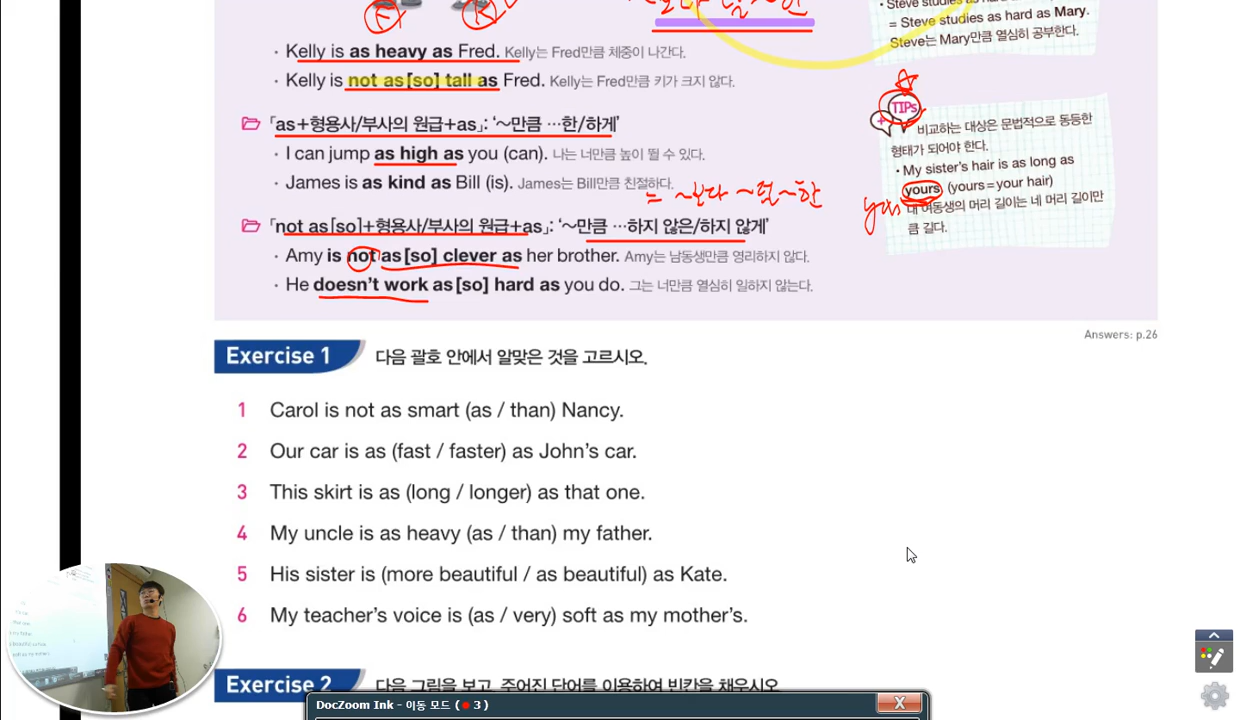 ~보다 덜 ~한
• Steve studies as hard as
= Steve studies as hard as Mary.
Steve는 Mary만큼 열심히 공부한다.
• Kelly is as heavy as Fred. Kelly는 Fred만큼 체중이 나간다.
• Kelly is not as[so] tall as Fred. Kelly는 Fred만큼 키가 크지 않다.
「as+형용사/부사의 원급+as」: ‘~만큼 …한/하게’
• I can jump as high as you (can). 나는 너만큼 높이 뛸 수 있다.
• James is as kind as Bill (is). James는 Bill만큼 친절하다.
= ~보다 ~덜 ~한
「not as[so]+형용사/부사의 원급+as」: ‘~만큼 …하지 않은/하지 않게’
• Amy is not as[so] clever as her brother. Amy는 남동생만큼 영리하지 않다.
• He doesn’t work as[so] hard as you do. 그는 너만큼 열심히 일하지 않는다.
+ TIPs
비교하는 대상은 문법적으로 동등한
형태가 되어야 한다.
• My sister’s hair is as long as
yours (yours=your hair)
내 여동생의 머리 길이는 네 머리 길이만
큼 길다.
Answers: p.26
Exercise 1 다음 괄호 안에서 알맞은 것을 고르시오.
1 Carol is not as smart (as / than) Nancy.
2 Our car is as (fast / faster) as John’s car.
3 This skirt is as (long / longer) as that one.
4 My uncle is as heavy (as / than) my father.
5 His sister is (more beautiful / as beautiful) as Kate.
6 My teacher’s voice is (as / very) soft as my mother’s.
Exercise 2 다음 그림을 보고, 주어진 단어를 이용하여 빈칸을 채우시오.
DocZoom Ink - 이동 모드 ( 3 )